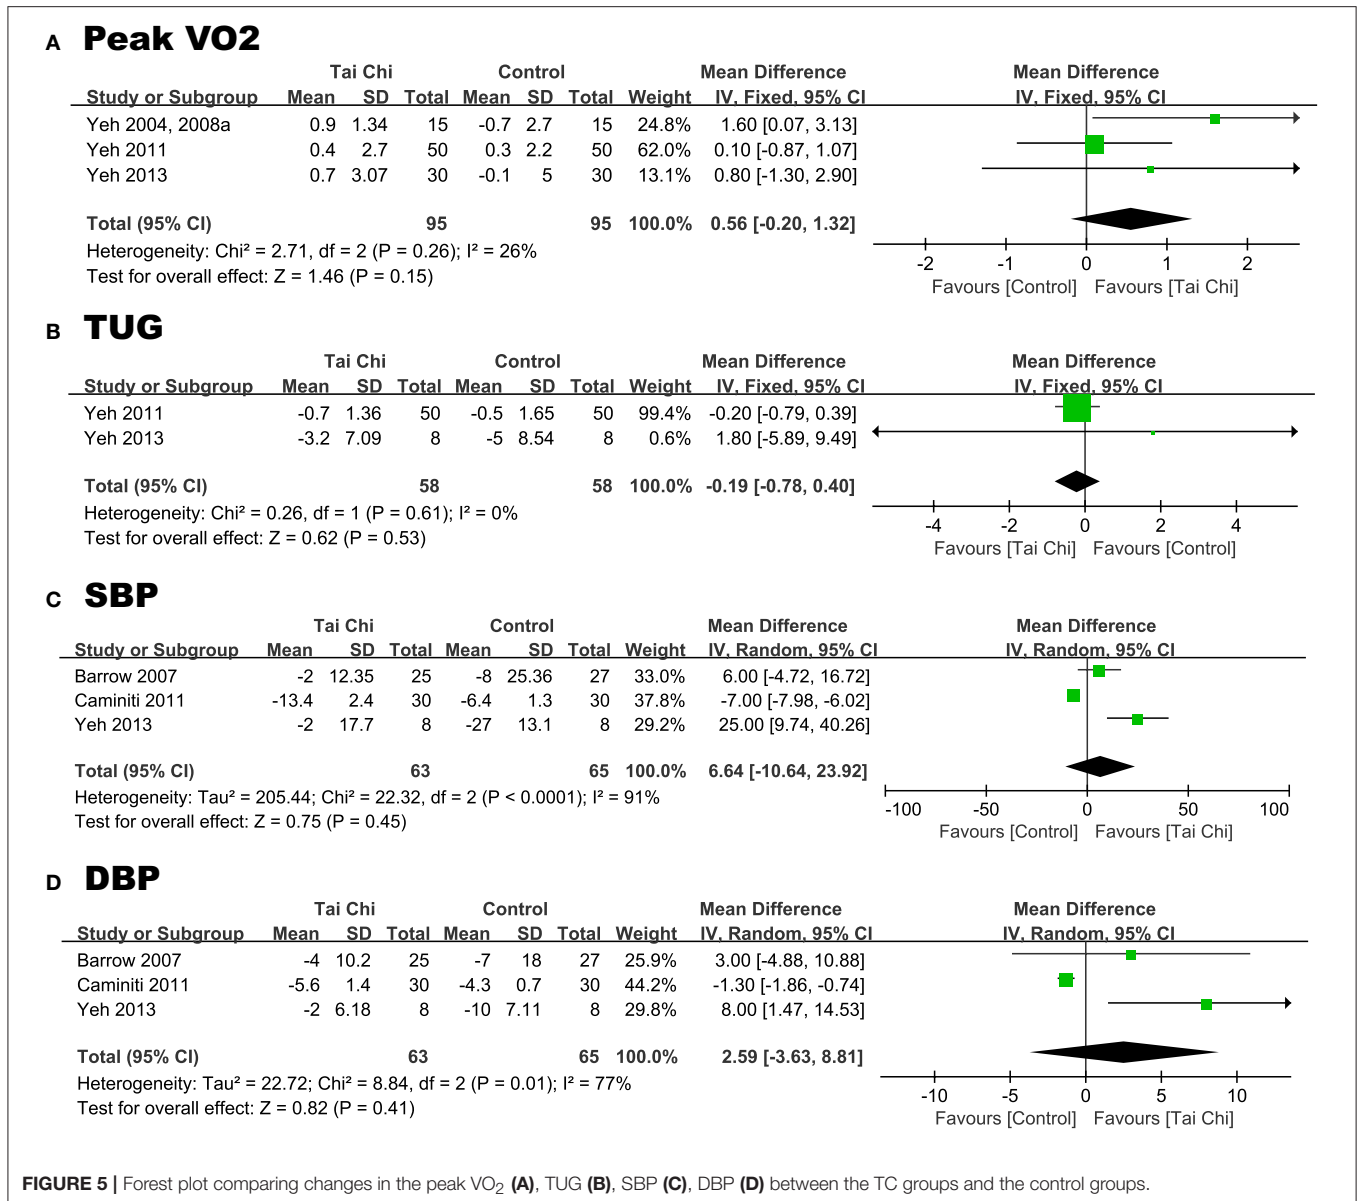 A Peak VO2
Tai Chi Control Mean Difference Mean Difference
Study or Subgroup Mean SD Total Mean SD Total Weight IV, Fixed, 95% CI IV, Fixed, 95% CI
Yeh 2004, 2008a 0.9 1.34 15 -0.7 2.7 15 24.8% 1.60 [0.07, 3.13]
Yeh 2011 0.4 2.7 50 0.3 2.2 50 62.0% 0.10 [-0.87, 1.07]
Yeh 2013 0.7 3.07 30 -0.1 5 30 13.1% 0.80 [-1.30, 2.90]
Total (95% CI) 95 95 100.0% 0.56 [-0.20, 1.32]
Heterogeneity: Chi² = 2.71, df = 2 (P = 0.26); I² = 26%
Test for overall effect: Z = 1.46 (P = 0.15)
-2 -1 0 1 2
Favours [Control] Favours [Tai Chi]
B TUG
Tai Chi Control Mean Difference Mean Difference
Study or Subgroup Mean SD Total Mean SD Total Weight IV, Fixed, 95% CI IV, Fixed, 95% CI
Yeh 2011 -0.7 1.36 50 -0.5 1.65 50 99.4% -0.20 [-0.79, 0.39]
Yeh 2013 -3.2 7.09 8 -5 8.54 8 0.6% 1.80 [-5.89, 9.49]
Total (95% CI) 58 58 100.0% -0.19 [-0.78, 0.40]
Heterogeneity: Chi² = 0.26, df = 1 (P = 0.61); I² = 0%
Test for overall effect: Z = 0.62 (P = 0.53)
-4 -2 0 2 4
Favours [Tai Chi] Favours [Control]
C SBP
Tai Chi Control Mean Difference Mean Difference
Study or Subgroup Mean SD Total Mean SD Total Weight IV, Random, 95% CI IV, Random, 95% CI
Barrow 2007 -2 12.35 25 -8 25.36 27 33.0% 6.00 [-4.72, 16.72]
Caminiti 2011 -13.4 2.4 30 -6.4 1.3 30 37.8% -7.00 [-7.98, -6.02]
Yeh 2013 -2 17.7 8 -27 13.1 8 29.2% 25.00 [9.74, 40.26]
Total (95% CI) 63 65 100.0% 6.64 [-10.64, 23.92]
Heterogeneity: Tau² = 205.44; Chi² = 22.32, df = 2 (P < 0.0001); I² = 91%
Test for overall effect: Z = 0.75 (P = 0.45)
-100 -50 0 50 100
Favours [Control] Favours [Tai Chi]
D DBP
Tai Chi Control Mean Difference Mean Difference
Study or Subgroup Mean SD Total Mean SD Total Weight IV, Random, 95% CI IV, Random, 95% CI
Barrow 2007 -4 10.2 25 -7 18 27 25.9% 3.00 [-4.88, 10.88]
Caminiti 2011 -5.6 1.4 30 -4.3 0.7 30 44.2% -1.30 [-1.86, -0.74]
Yeh 2013 -2 6.18 8 -10 7.11 8 29.8% 8.00 [1.47, 14.53]
Total (95% CI) 63 65 100.0% 2.59 [-3.63, 8.81]
Heterogeneity: Tau² = 22.72; Chi² = 8.84, df = 2 (P = 0.01); I² = 77%
Test for overall effect: Z = 0.82 (P = 0.41)
-10 -5 0 5 10
Favours [Control] Favours [Tai Chi]
FIGURE 5 | Forest plot comparing changes in the peak VO₂ (A), TUG (B), SBP (C), DBP (D) between the TC groups and the control groups.